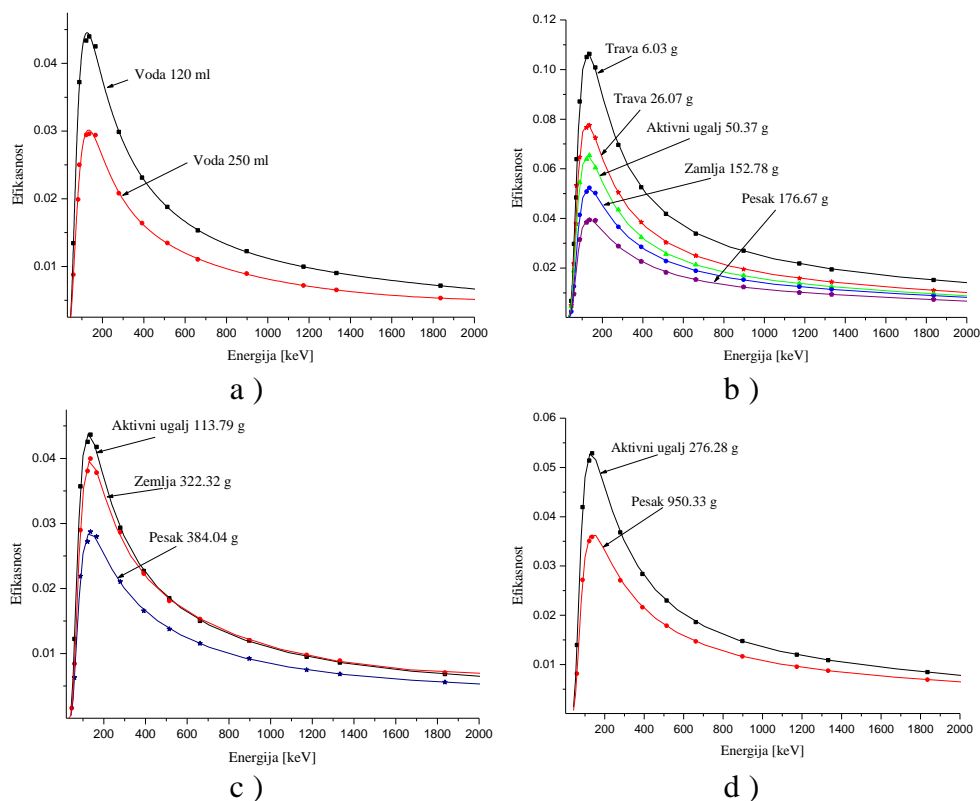 0.04
0.03
0.02
0.01
Efikasnost
Voda 120 ml
Voda 250 ml
200 400 600 800 1000 1200 1400 1600 1800 2000
Energija [keV]
a )
0.12
0.10
0.08
0.06
0.04
0.02
0.00
Efikasnost
Trava 6.03 g
Trava 26.07 g
Aktivni ugalj 50.37 g
Zamlja 152.78 g
Pesak 176.67 g
0 200 400 600 800 1000 1200 1400 1600 1800 2000
Energija [keV]
b )
0.04
0.03
0.02
0.01
Efikasnost
Aktivni ugalj 113.79 g
Zemlja 322.32 g
Pesak 384.04 g
200 400 600 800 1000 1200 1400 1600 1800 2000
Energija [keV]
c )
0.06
0.05
0.04
0.03
0.02
0.01
0.00
Efikasnost
Aktivni ugalj 276.28 g
Pesak 950.33 g
0 200 400 600 800 1000 1200 1400 1600 1800 2000
Energija [keV]
d )